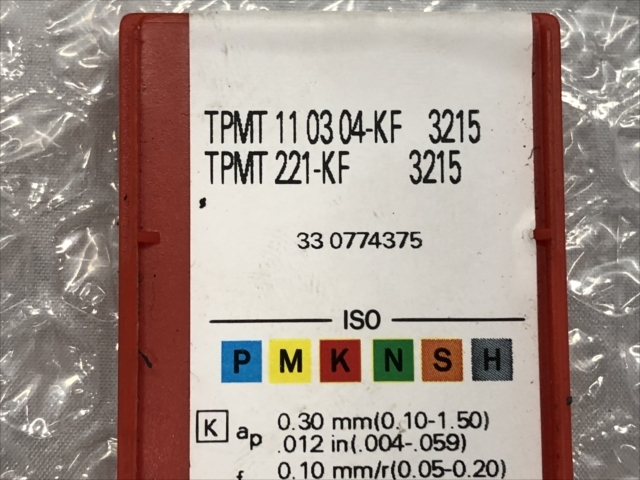 TPMT 11 03 04-KF 3215
TPMT 221-KF 3215
33 0774375
ISO
P M K N S H
K ap 0.30 mm(0.10-1.50)
.012 in(.004-.059)
f 0.10 mm/r(0.05-0.20)